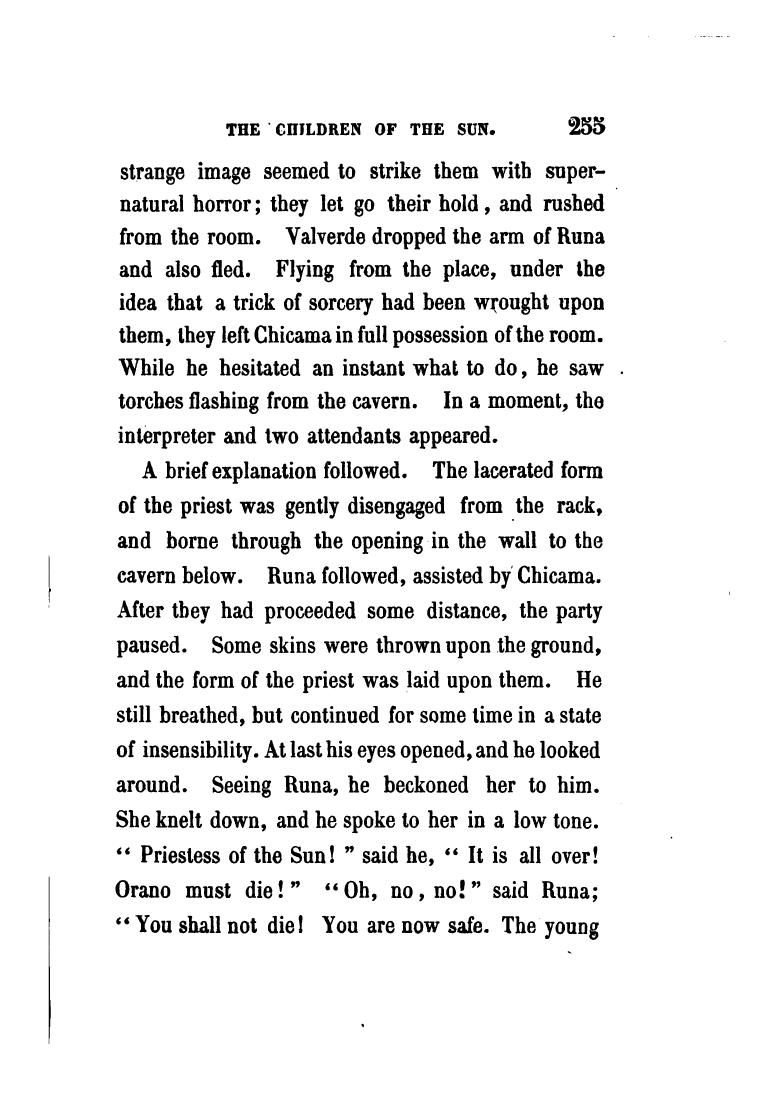 THE CHILDREN OF THE SUN. 255
strange image seemed to strike them with super-
natural horror; they let go their hold, and rushed
from the room. Valverde dropped the arm of Runa
and also fled. Flying from the place, under the
idea that a trick of sorcery had been wrought upon
them, they left Chicama in full possession of the room.
While he hesitated an instant what to do, he saw
torches flashing from the cavern. In a moment, the
interpreter and two attendants appeared.
A brief explanation followed. The lacerated form
of the priest was gently disengaged from the rack,
and borne through the opening in the wall to the
cavern below. Runa followed, assisted by Chicama.
After they had proceeded some distance, the party
paused. Some skins were thrown upon the ground,
and the form of the priest was laid upon them. He
still breathed, but continued for some time in a state
of insensibility. At last his eyes opened, and he looked
around. Seeing Runa, he beckoned her to him.
She knelt down, and he spoke to her in a low tone.
“ Priestess of the Sun! ” said he, “ It is all over!
Orano must die! ” “Oh, no, no!” said Runa;
“ You shall not die! You are now safe. The young